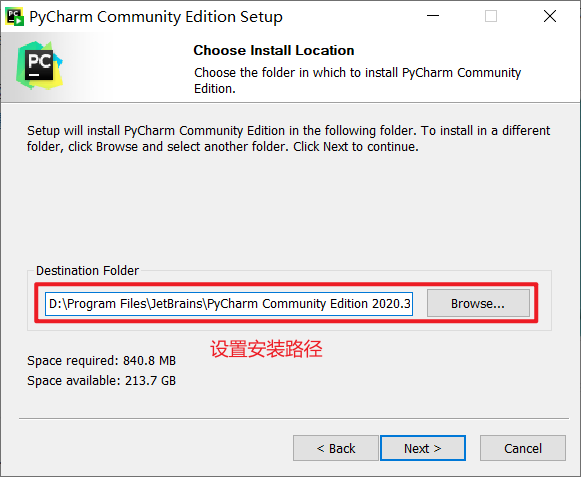 PyCharm Community Edition Setup
PC
Choose Install Location
Choose the folder in which to install PyCharm Community
Edition.
Setup will install PyCharm Community Edition in the following folder. To install in a different
folder, click Browse and select another folder. Click Next to continue.
Destination Folder
D:\Program Files\JetBrains\PyCharm Community Edition 2020.3
Browse...
设置安装路径
Space required: 840.8 MB
Space available: 213.7 GB
< Back
Next >
Cancel